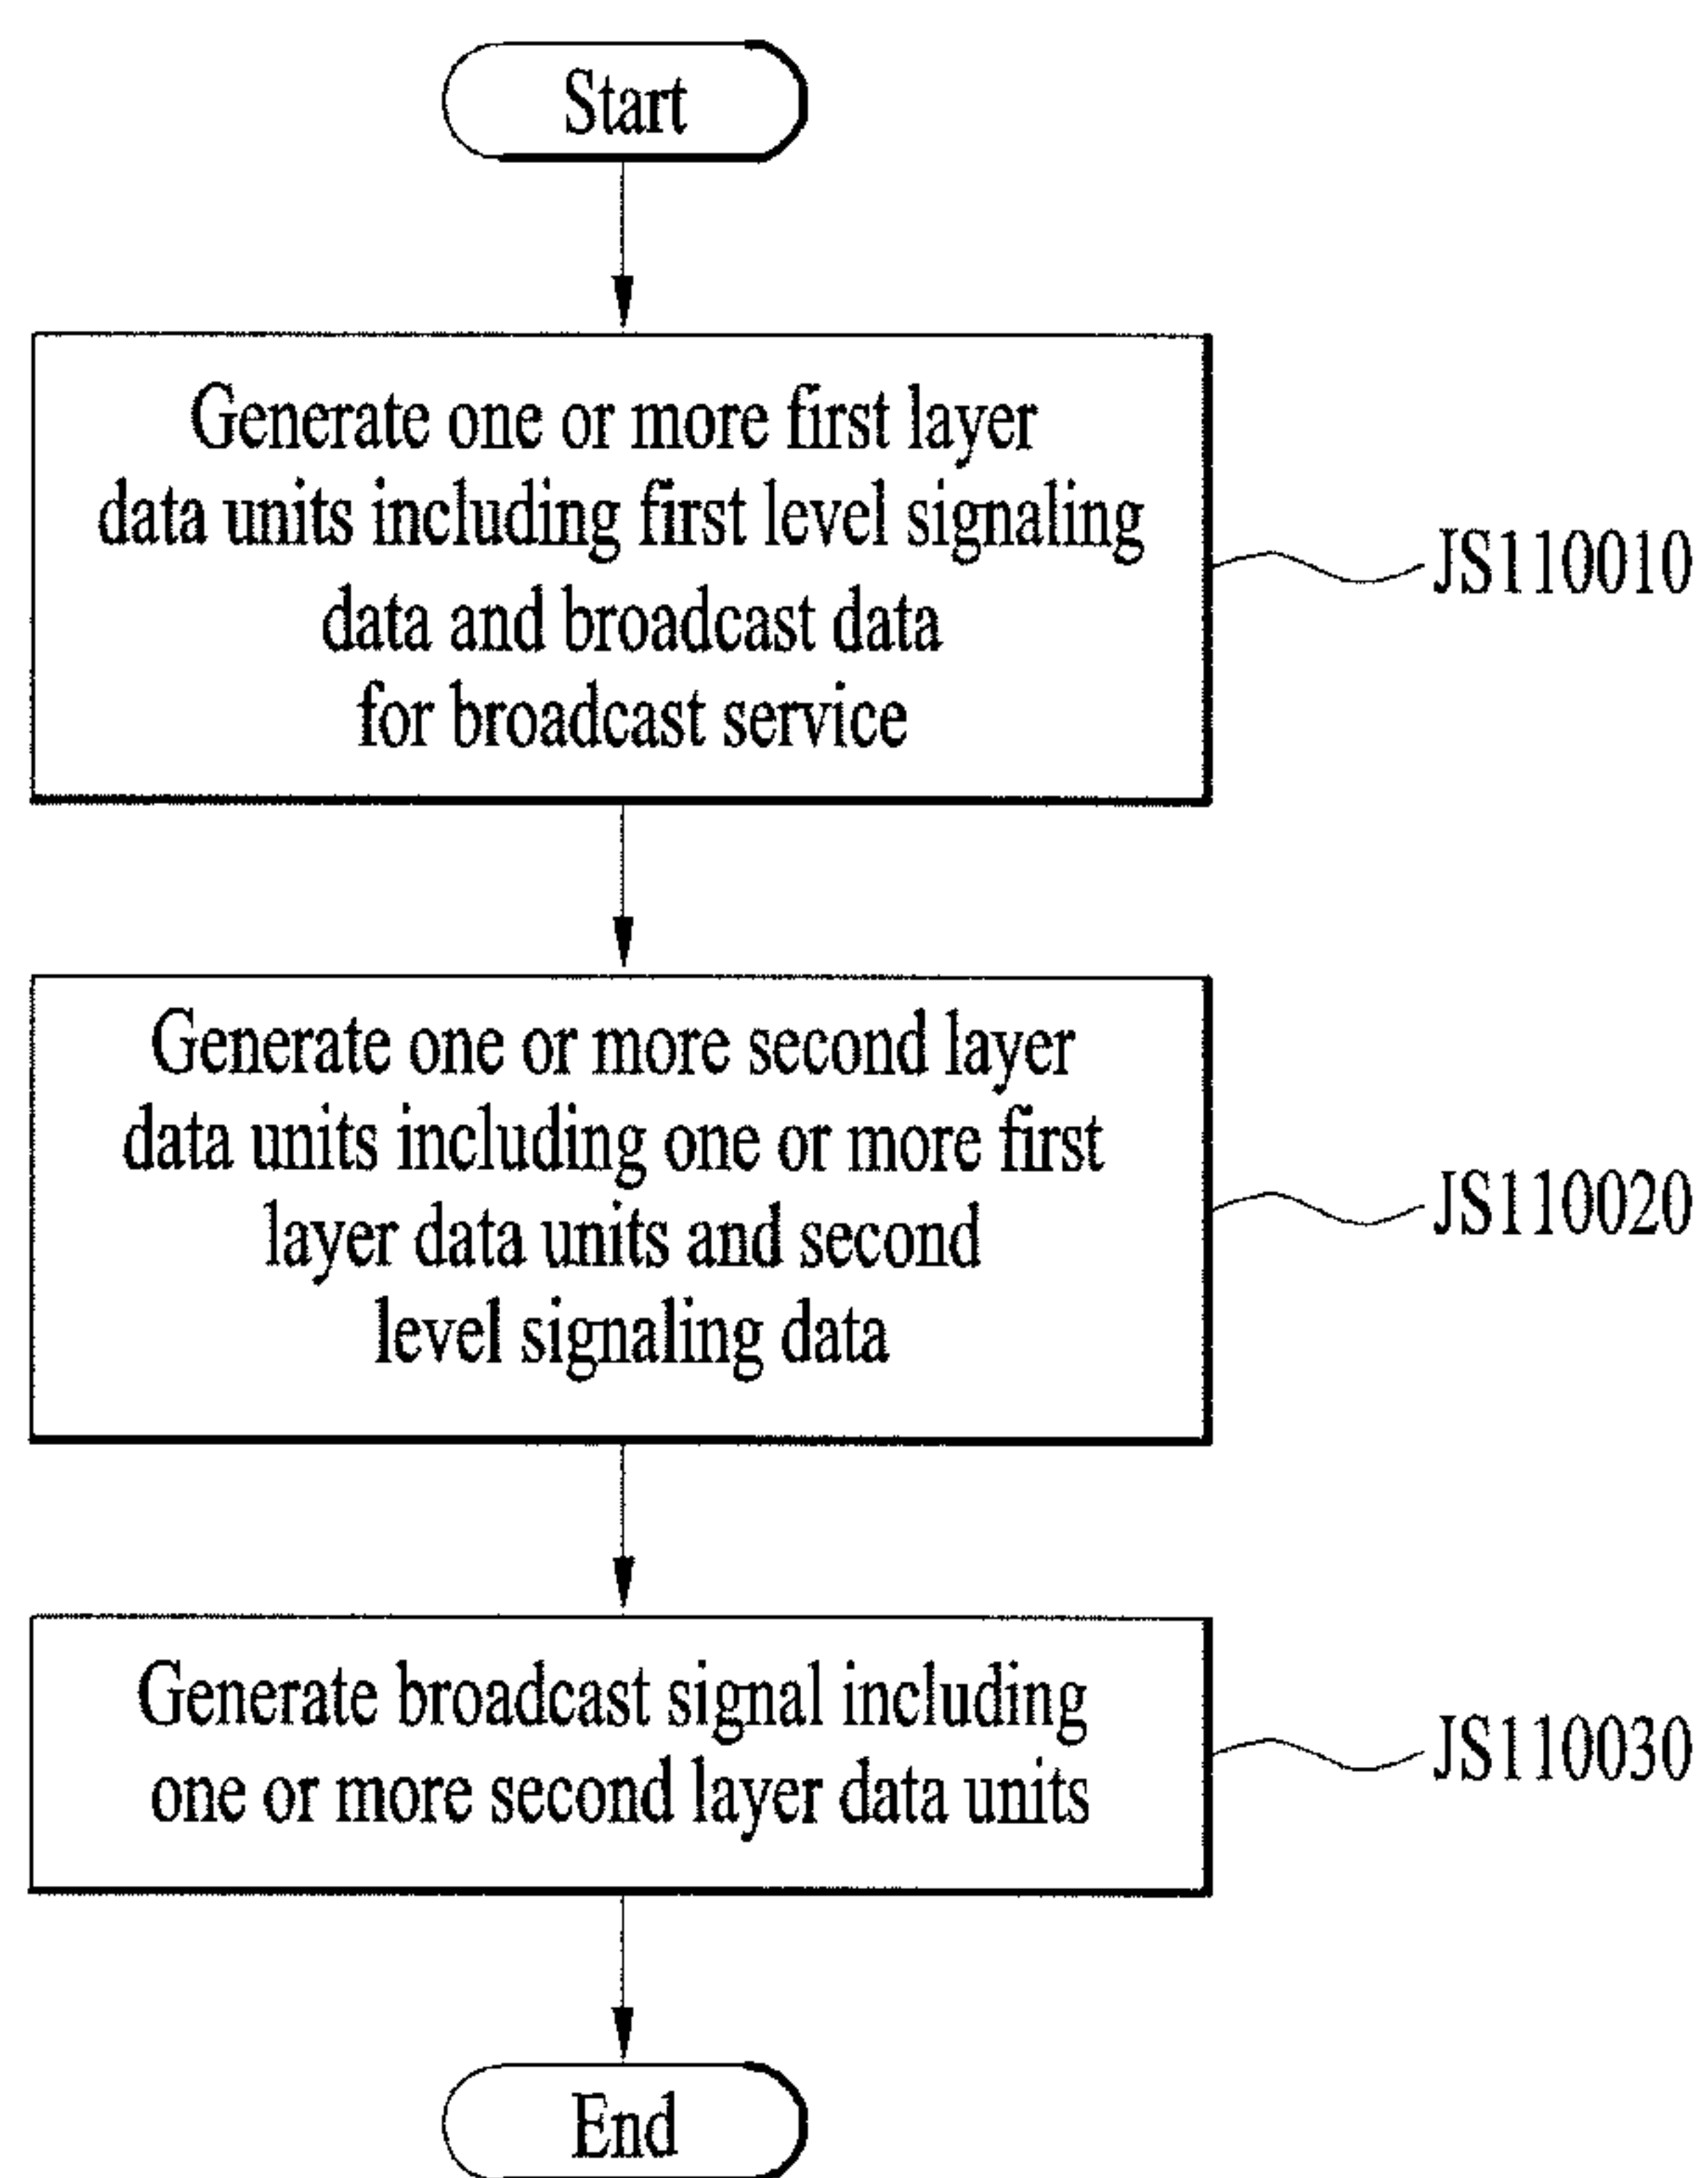 Start
Generate one or more first layer
data units including first level signaling
data and broadcast data
for broadcast service
JS110010
Generate one or more second layer
data units including one or more first
layer data units and second
level signaling data
JS110020
Generate broadcast signal including
one or more second layer data units
JS110030
End